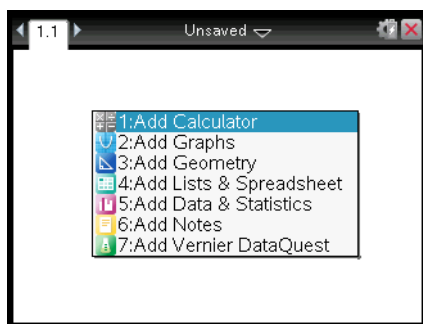 1.1 Unsaved
1:Add Calculator
2:Add Graphs
3:Add Geometry
4:Add Lists & Spreadsheet
5:Add Data & Statistics
6:Add Notes
7:Add Vernier DataQuest